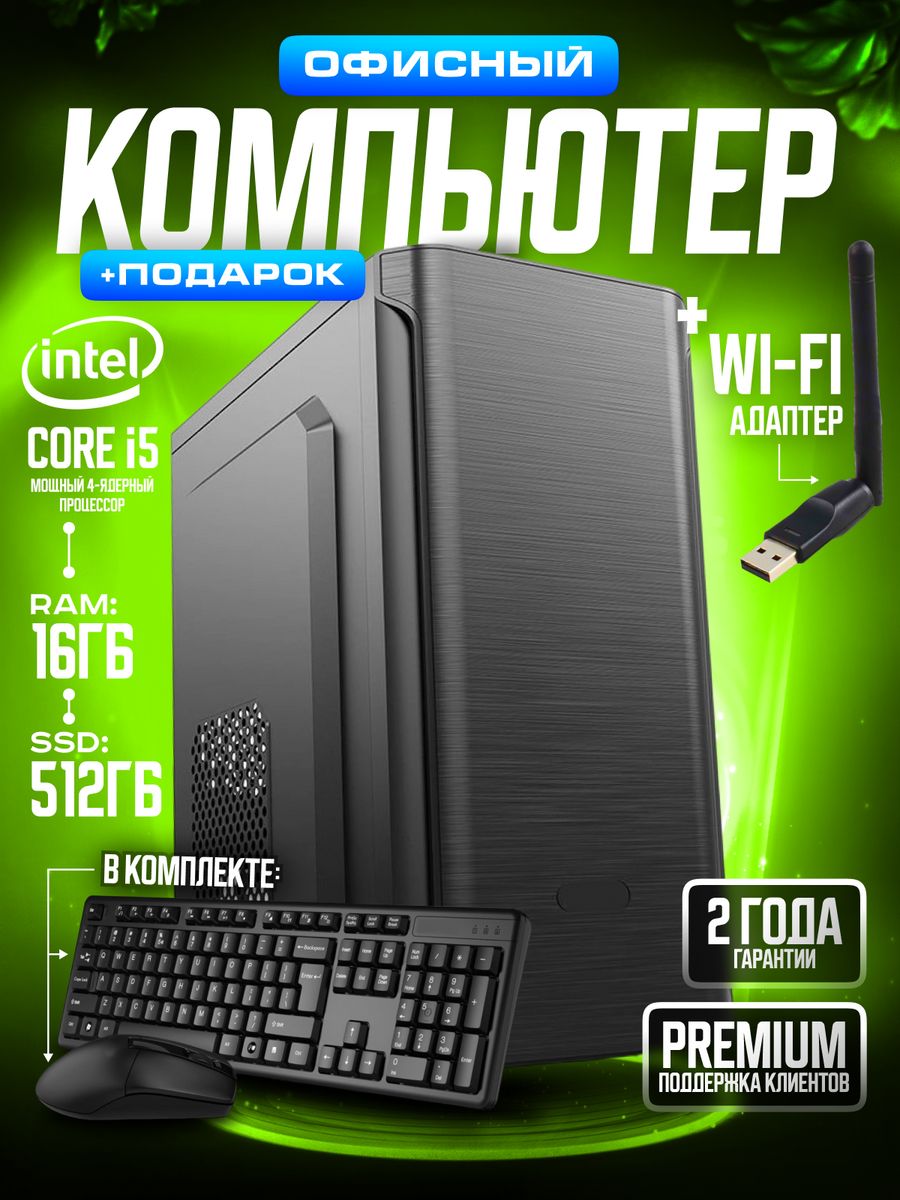 ОФИСНЫЙ
КОМПЬЮТЕР
+ПОДАРОК
intel
CORE i5
МОЩНЫЙ 4-ЯДЕРНЫЙ
ПРОЦЕССОР
RAM:
16ГБ
SSD:
512ГБ
+
WI-FI
АДАПТЕР
В КОМПЛЕКТЕ:
2 ГОДА
ГАРАНТИИ
PREMIUM
ПОДДЕРЖКА КЛИЕНТОВ